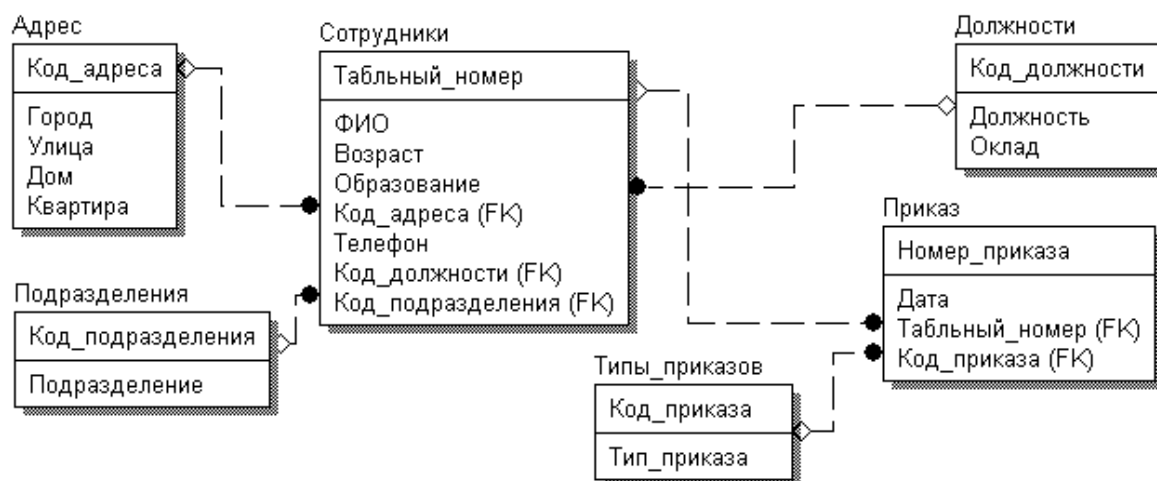 Адрес
Код_адреса
Город
Улица
Дом
Квартира
Подразделения
Код_подразделения
Подразделение
Сотрудники
Табльный_номер
ФИО
Возраст
Образование
Код_адреса (FK)
Телефон
Код_должности (FK)
Код_подразделения (FK)
Типы_приказов
Код_приказа
Тип_приказа
Должности
Код_должности
Должность
Оклад
Приказ
Номер_приказа
Дата
Табльный_номер (FK)
Код_приказа (FK)